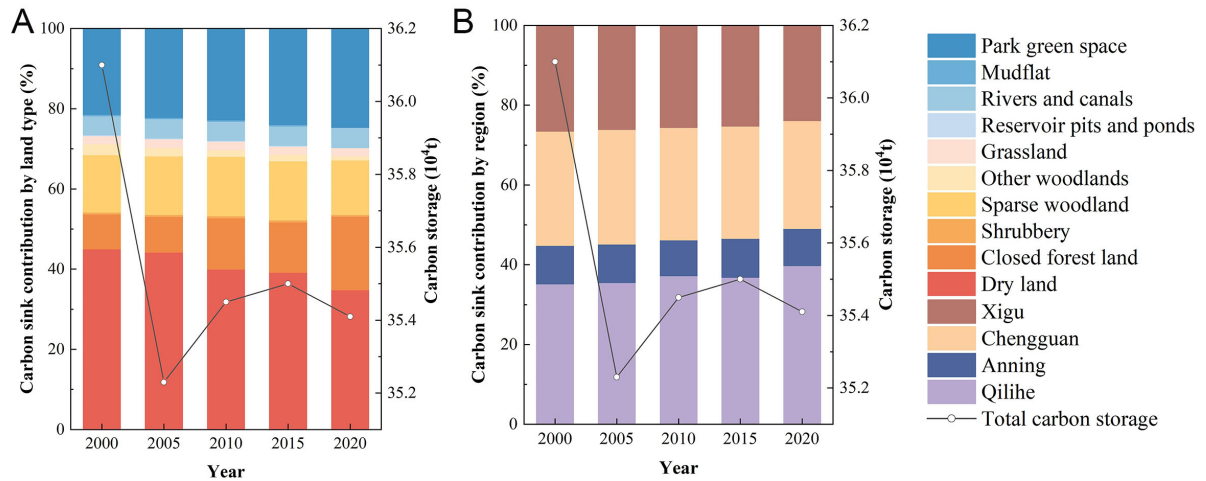 A
Carbon sink contribution by land type (%)
100
80
60
40
20
0
2000 2005 2010 2015 2020
Year
36.2
36.0
35.8
35.6
35.4
35.2
Carbon storage (10⁴t)
B
Carbon sink contribution by region (%)
100
80
60
40
20
0
2000 2005 2010 2015 2020
Year
36.2
36.0
35.8
35.6
35.4
35.2
Carbon storage (10⁴t)
Park green space
Mudflat
Rivers and canals
Reservoir pits and ponds
Grassland
Other woodlands
Sparse woodland
Shrubbery
Closed forest land
Dry land
Xigu
Chengguan
Anning
Qilihe
Total carbon storage